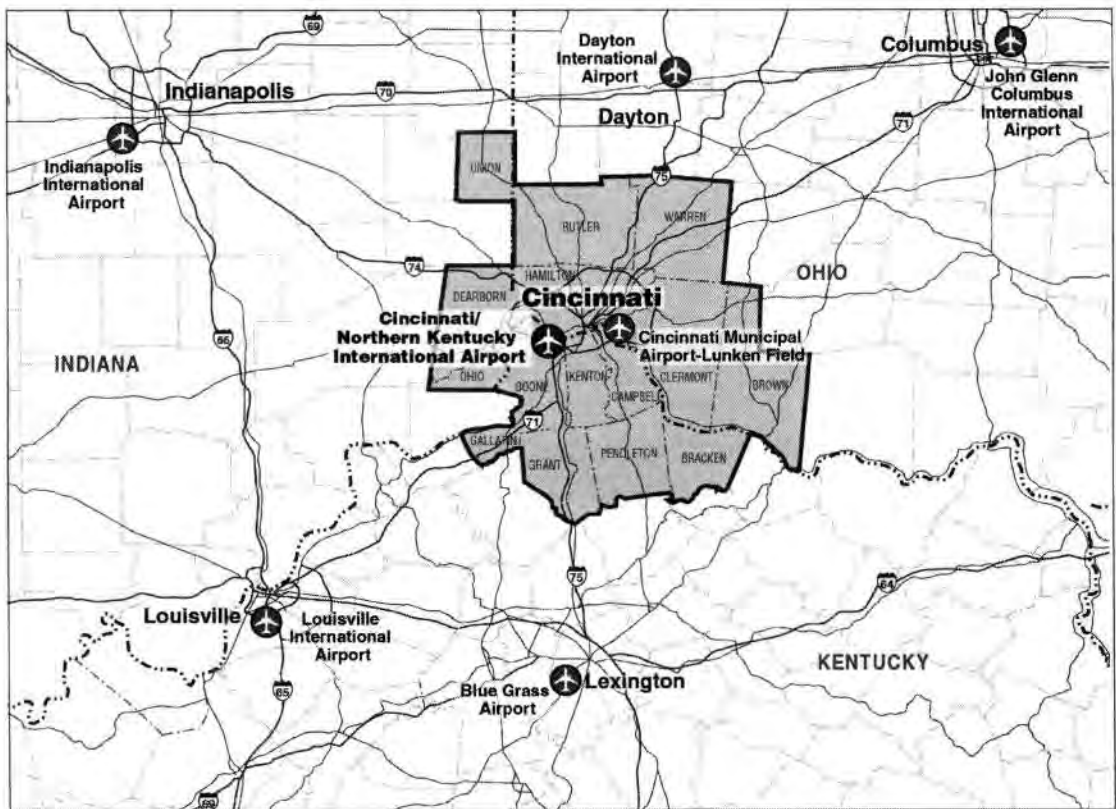 69
Indianapolis
70
Indianapolis
International
Airport
Dayton
International
Airport
Dayton
Columbus
John Glenn
Columbus
International
Airport
71
75
UNION
BUTLER
WARREN
74
HAMILTON
DEARBORN
OHIO
Cincinnati
Cincinnati/
Northern Kentucky
International Airport
Cincinnati Municipal
Airport-Lunken Field
INDIANA
OHIO
BOONE
KENTON
CLERMONT
CAMPBELL
BROWN
71
GALLATIN
GRANT
PENDLETON
BRACKEN
75
64
Louisville
Louisville
International
Airport
65
Blue Grass
Airport
Lexington
KENTUCKY